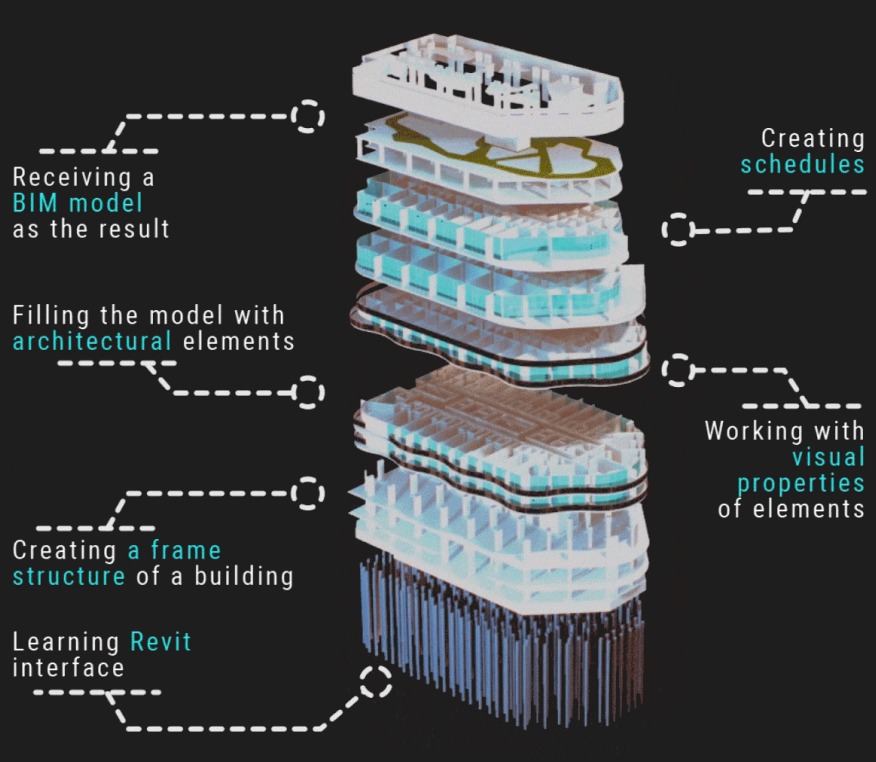 Receiving a
BIM model
as the result
Filling the model with
architectural elements
Creating a frame
structure of a building
Learning Revit
interface
Creating
schedules
Working with
visual
properties
of elements